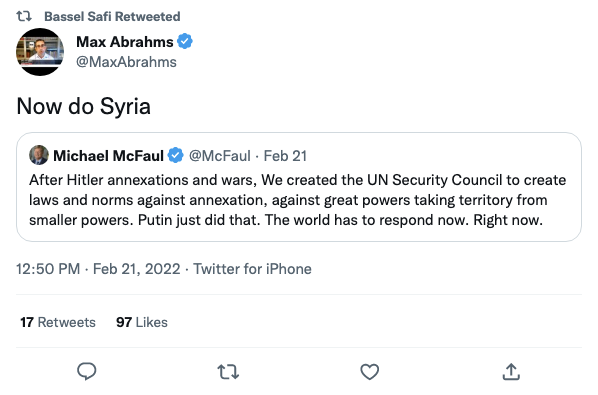 Bassel Safi Retweeted
Max Abrahms
@MaxAbrahms
Now do Syria
Michael McFaul @McFaul · Feb 21
After Hitler annexations and wars, We created the UN Security Council to create
laws and norms against annexation, against great powers taking territory from
smaller powers. Putin just did that. The world has to respond now. Right now.
12:50 PM · Feb 21, 2022 · Twitter for iPhone
17 Retweets 97 Likes